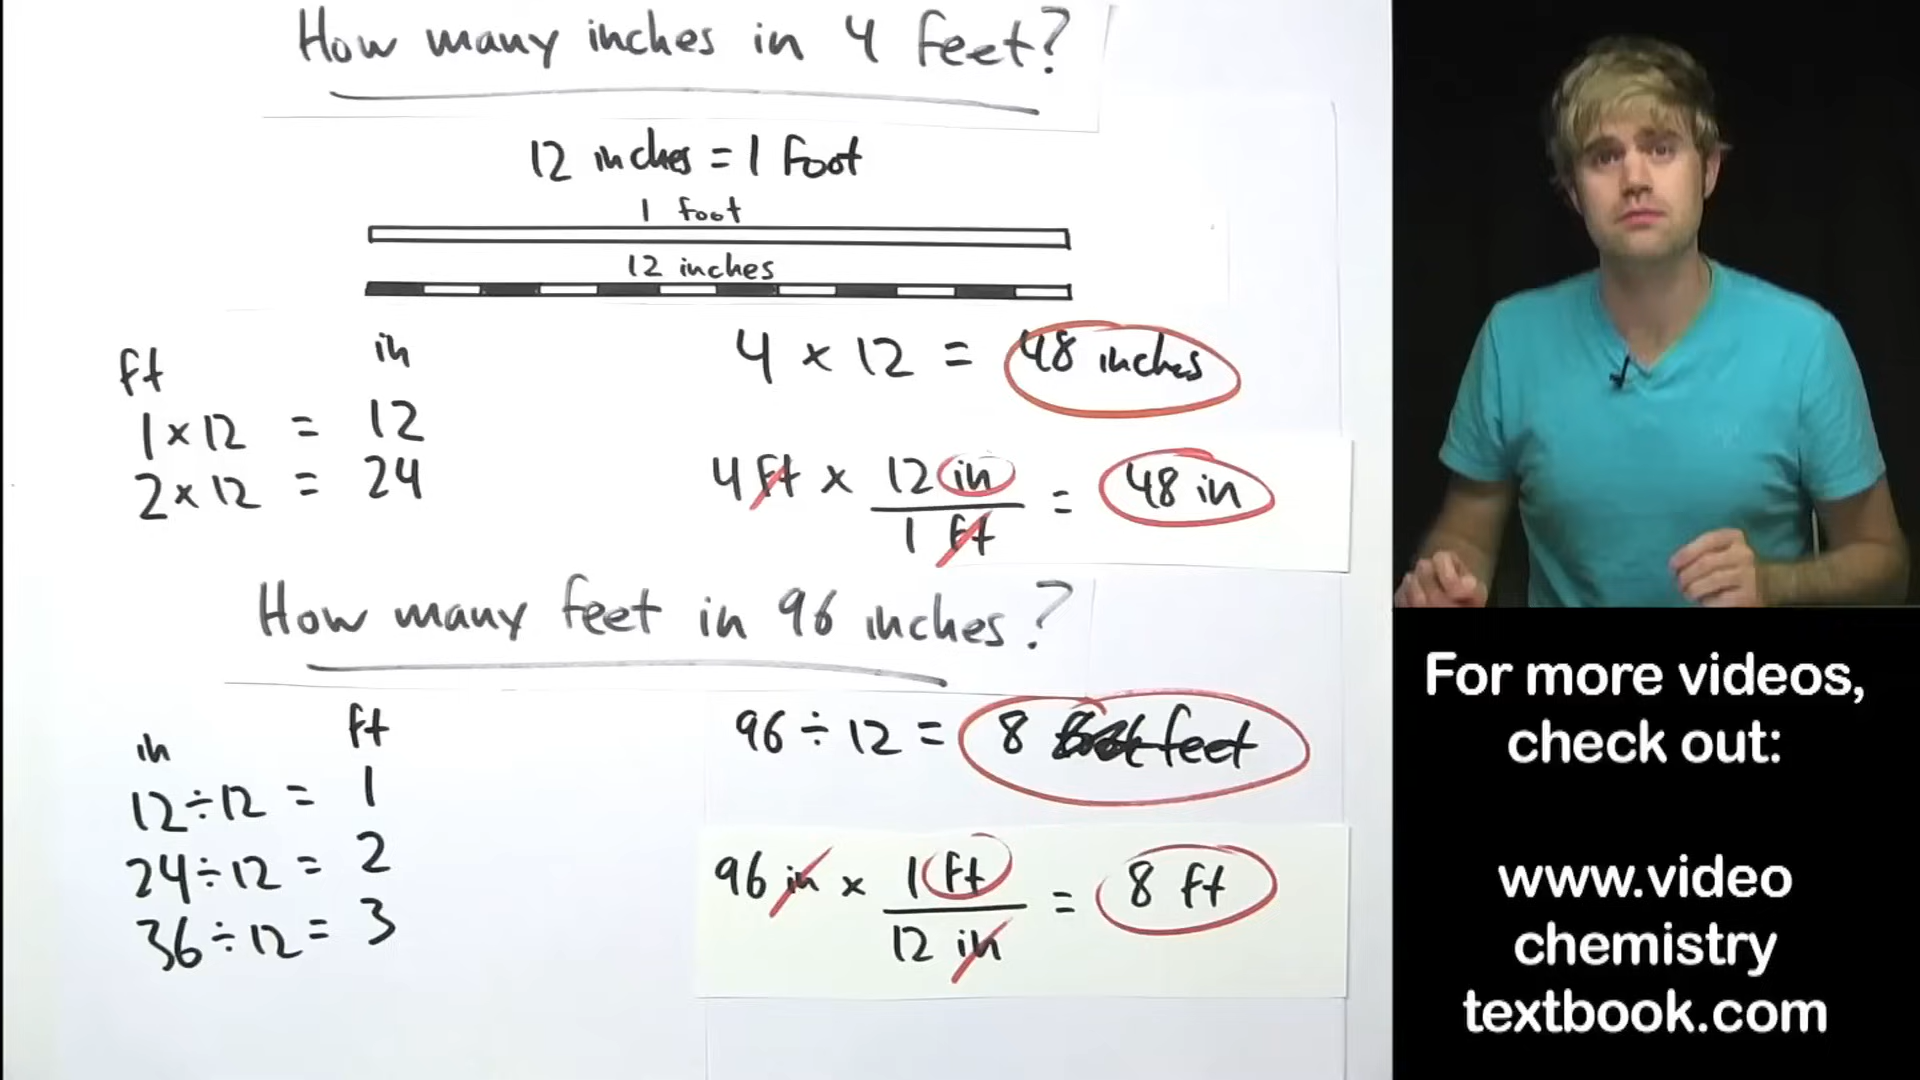 How many inches in 4 feet?
12 inches = 1 Foot
1 foot
12 inches
ft in
1 × 12 = 12
2 × 12 = 24
4 × 12 = 48 inches
4 ft × 12 in / 1 ft = 48 in
How many feet in 96 inches?
in ft
12 ÷ 12 = 1
24 ÷ 12 = 2
36 ÷ 12 = 3
96 ÷ 12 = 8 feet
96 in × 1 ft / 12 in = 8 ft
For more videos,
check out:
www.video
chemistry
textbook.com